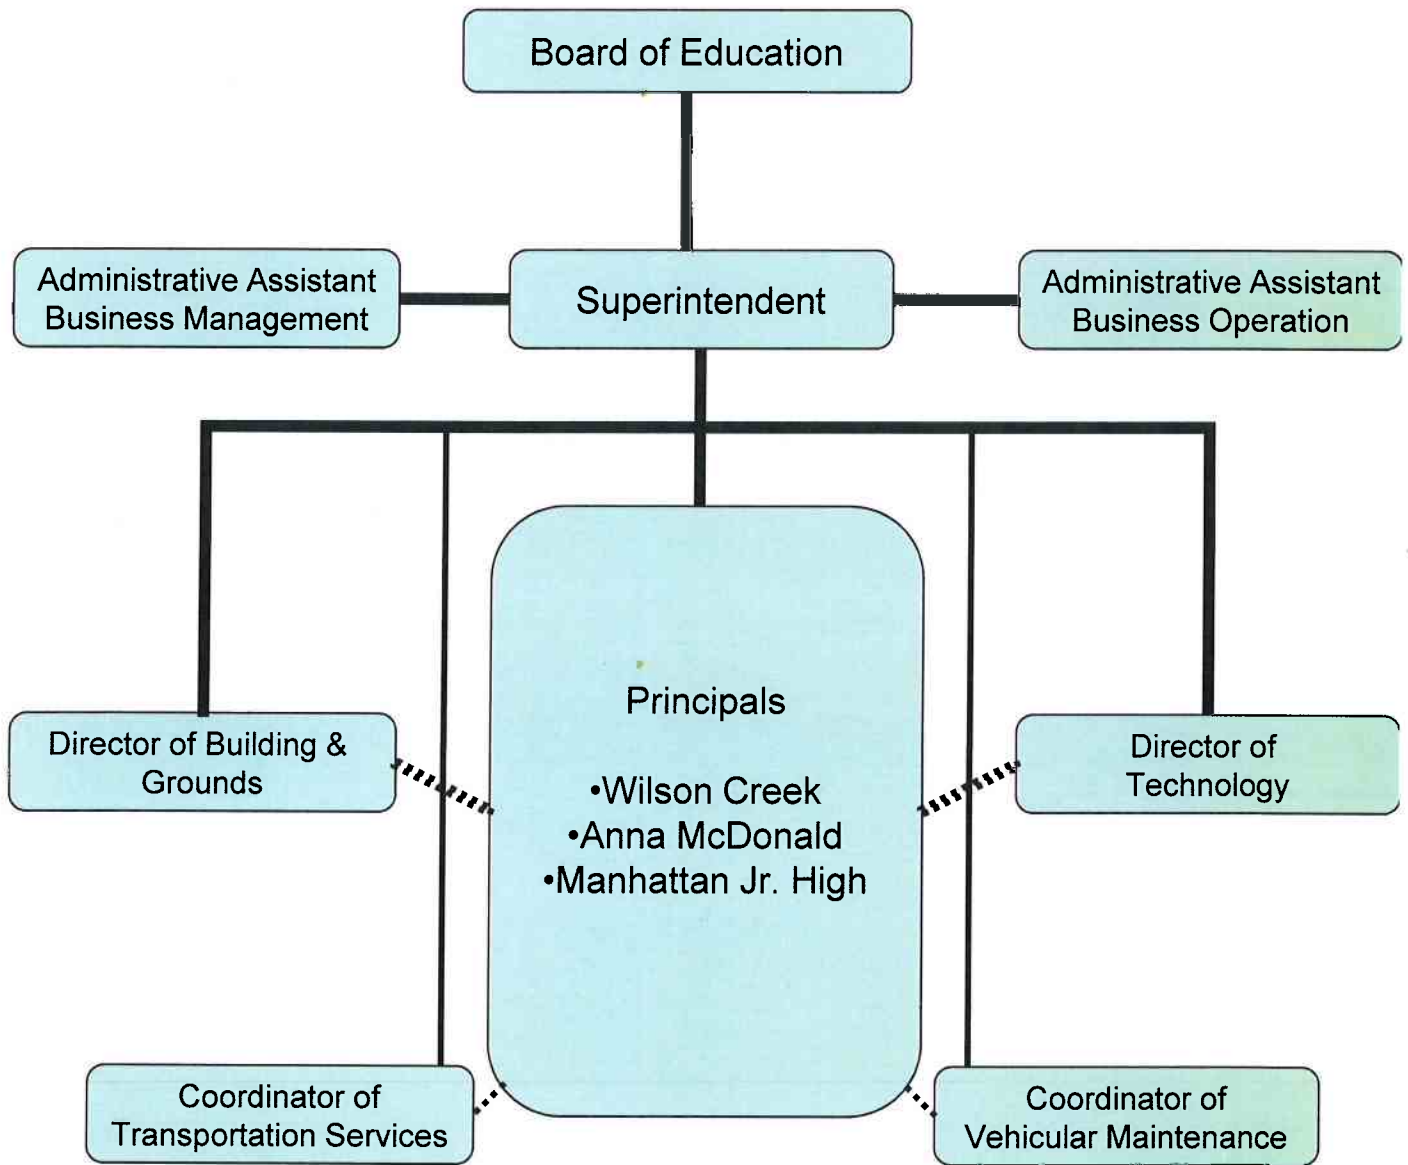 Board of Education
Administrative Assistant
Business Management
Superintendent
Administrative Assistant
Business Operation
Principals
•Wilson Creek
•Anna McDonald
•Manhattan Jr. High
Director of Building &
Grounds
Director of
Technology
Coordinator of
Transportation Services
Coordinator of
Vehicular Maintenance